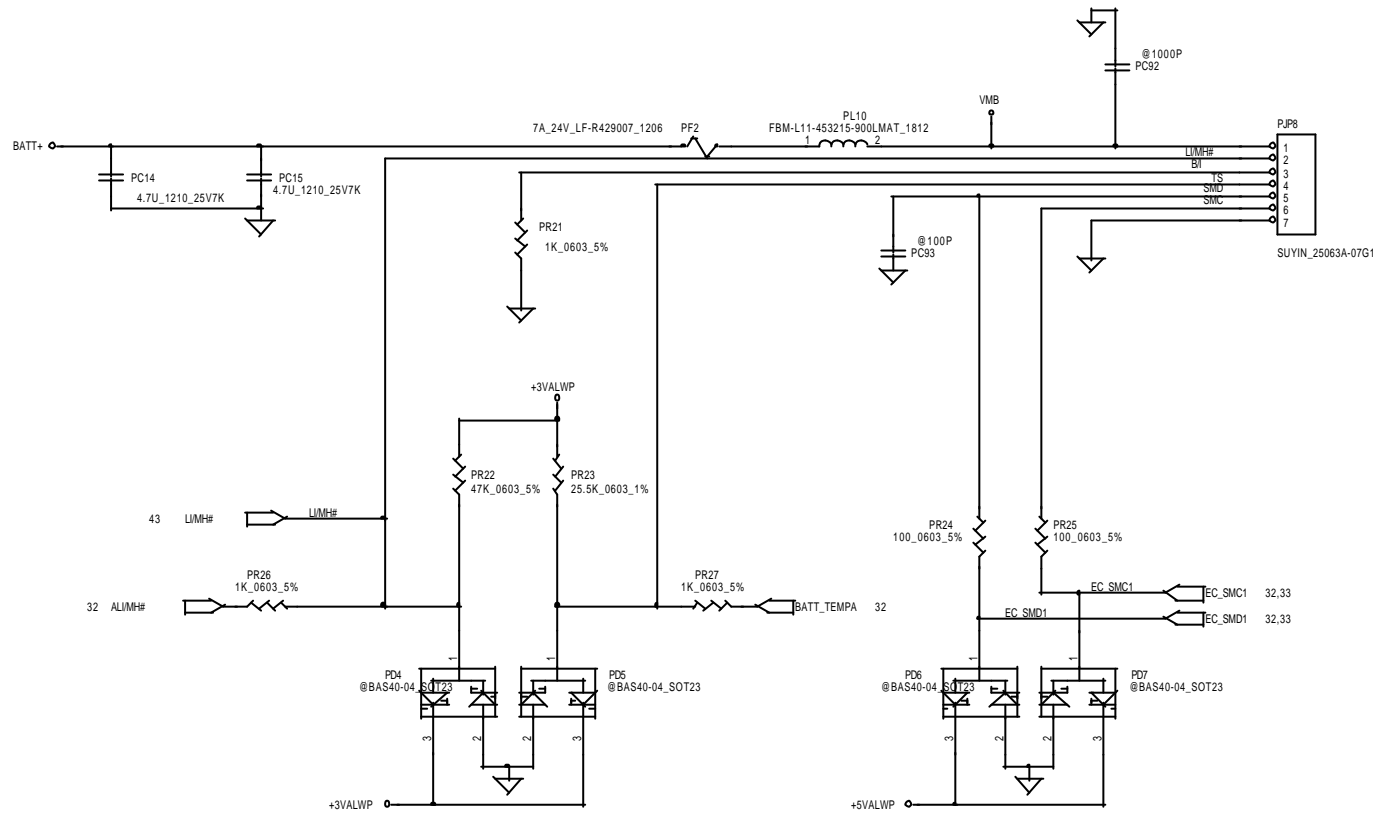 @1000P
PC92
VMB
PL10
7A_24V_LF-R429007_1206
PF2
FBM-L11-453215-900LMAT_1812
1
2
PJP8
BATT+
LI/MH#
B/I
TS
SMD
SMC
1
2
3
4
5
6
7
SUYIN_25063A-07G1
PC14
4.7U_1210_25V7K
PC15
4.7U_1210_25V7K
PR21
1K_0603_5%
@100P
PC93
+3VALWP
PR22
47K_0603_5%
PR23
25.5K_0603_1%
43 LI/MH#
LI/MH#
PR24
100_0603_5%
PR25
100_0603_5%
PR26
1K_0603_5%
PR27
1K_0603_5%
32 ALI/MH#
BATT_TEMPA 32
EC_SMC1
EC_SMC1 32,33
EC_SMD1
EC_SMD1 32,33
1
1
1
1
PD4
@BAS40-04_SOT23
PD5
@BAS40-04_SOT23
PD6
@BAS40-04_SOT23
PD7
@BAS40-04_SOT23
3
2
2
3
3
2
2
3
+3VALWP
+5VALWP